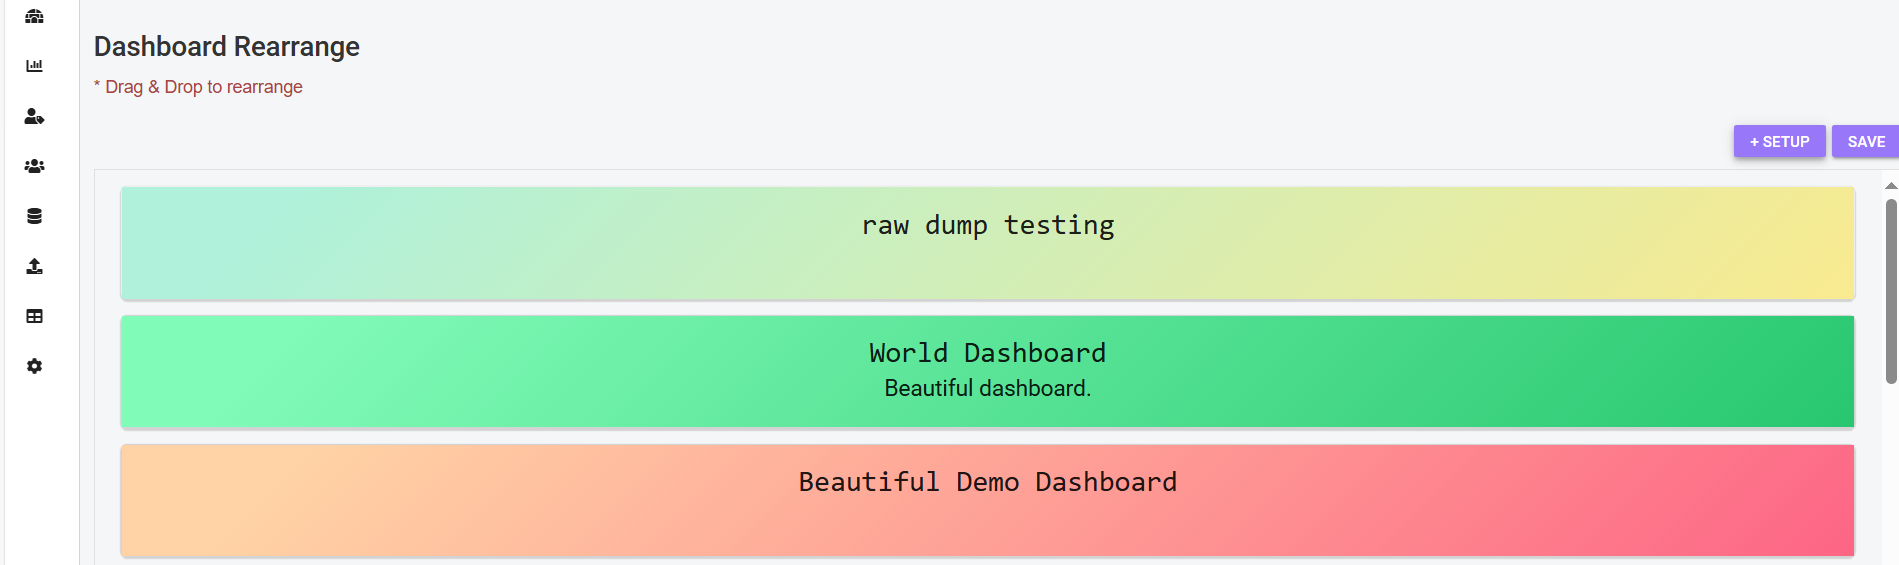 Dashboard Rearrange
* Drag & Drop to rearrange
+ SETUP
SAVE
raw dump testing
World Dashboard
Beautiful dashboard.
Beautiful Demo Dashboard